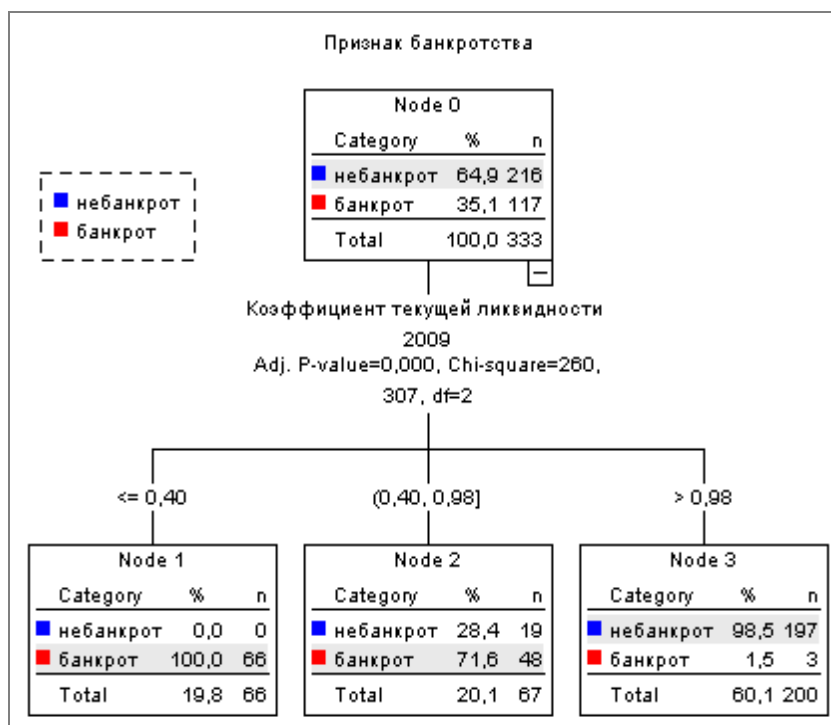 Признак банкротства
Node 0
Category % n
небанкрот 64,9 216
банкрот 35,1 117
Total 100,0 333
небанкрот
банкрот
Коэффициент текущей ликвидности
2009
Adj. P-value=0,000, Chi-square=260,
307, df=2
<= 0,40
(0,40, 0,98]
> 0,98
Node 1
Category % n
небанкрот 0,0 0
банкрот 100,0 66
Total 19,8 66
Node 2
Category % n
небанкрот 28,4 19
банкрот 71,6 48
Total 20,1 67
Node 3
Category % n
небанкрот 98,5 197
банкрот 1,5 3
Total 60,1 200